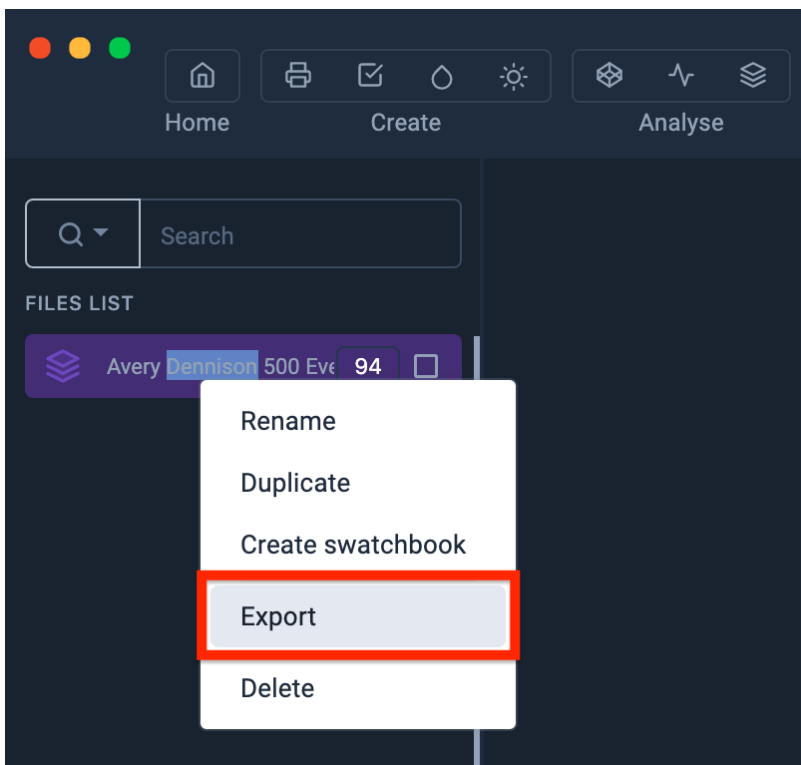 Home
Create
Analyse
Search
FILES LIST
Avery Dennison 500 Eve 94
Rename
Duplicate
Create swatchbook
Export
Delete